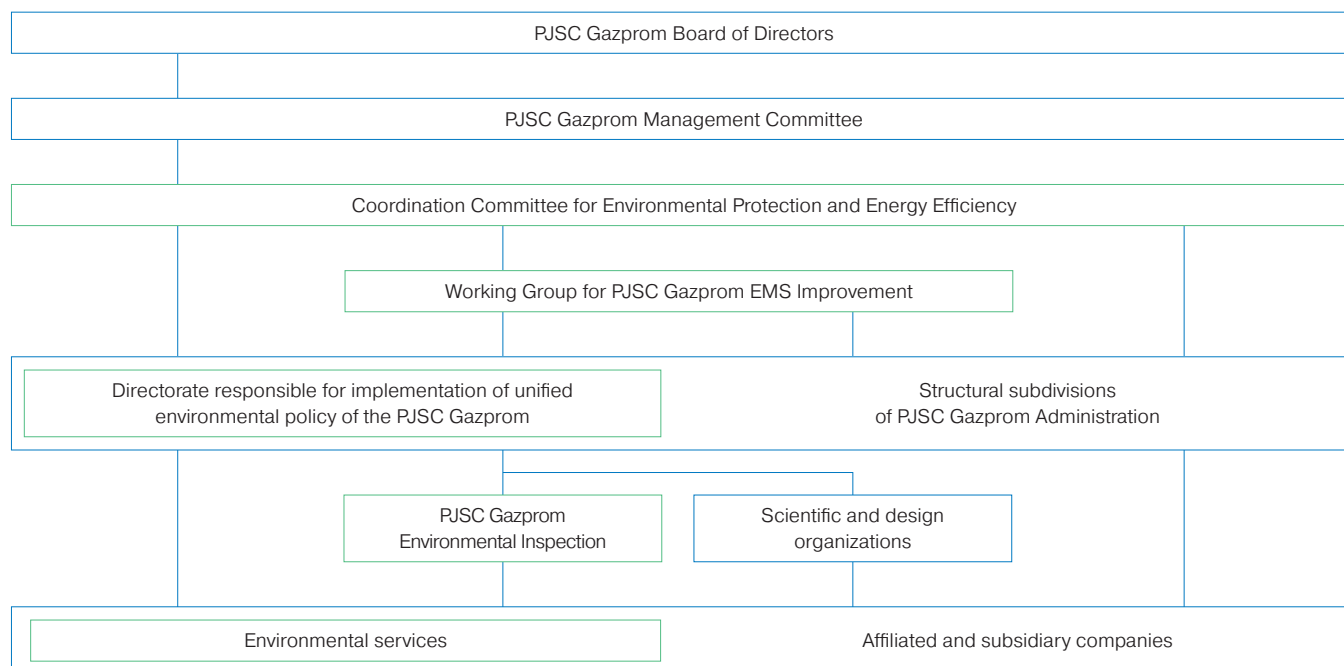 PJSC Gazprom Board of Directors
PJSC Gazprom Management Committee
Coordination Committee for Environmental Protection and Energy Efficiency
Working Group for PJSC Gazprom EMS Improvement
Directorate responsible for implementation of unified
environmental policy of the PJSC Gazprom
Structural subdivisions
of PJSC Gazprom Administration
PJSC Gazprom
Environmental Inspection
Scientific and design
organizations
Environmental services
Affiliated and subsidiary companies